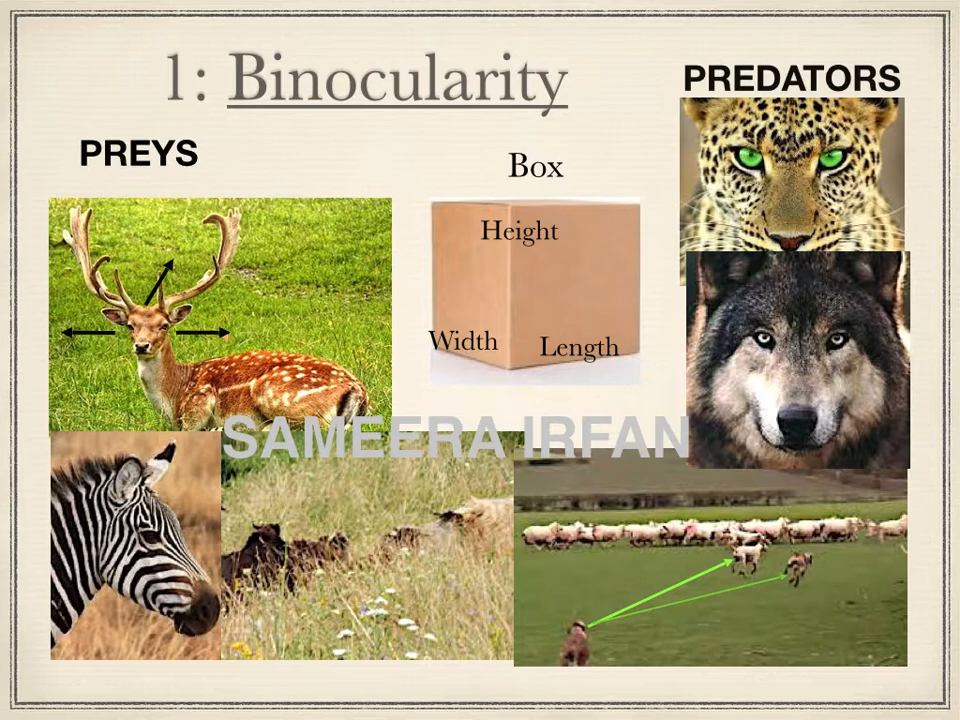 1: Binocularity
PREDATORS
PREYS
Box
Height
Width
Length
SAMEERA IRFAN